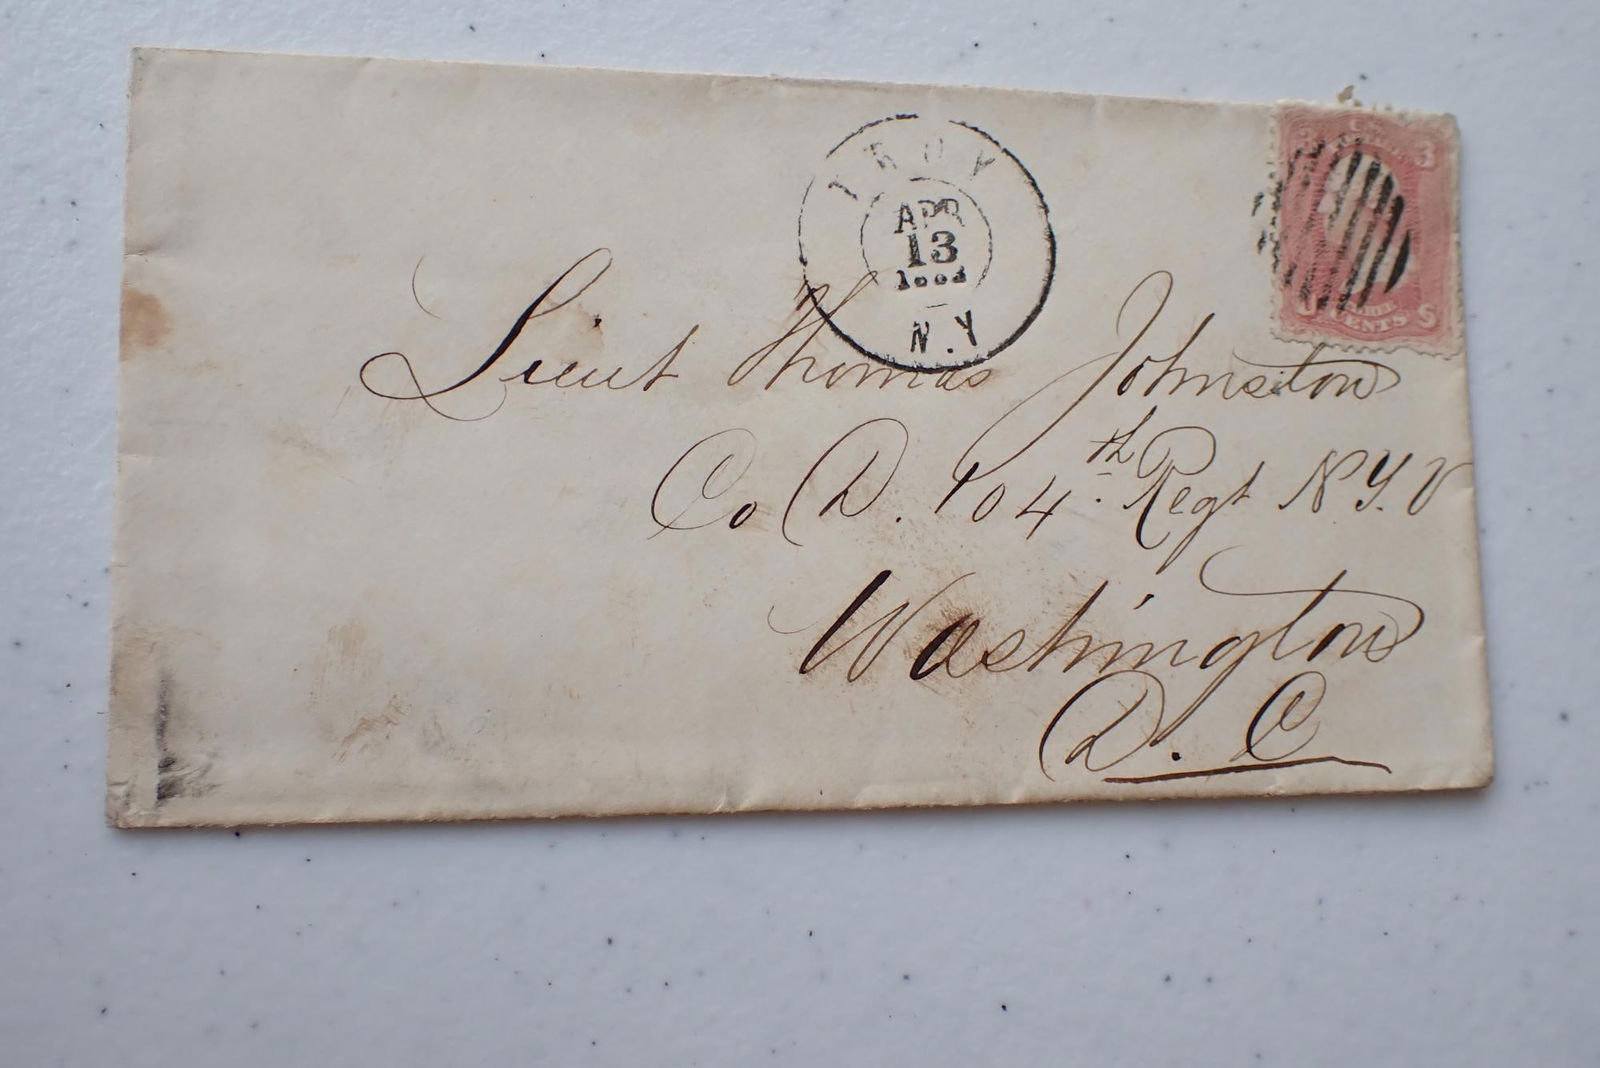 TROY
APR
13
N.Y
3
CENTS
Lieut Thomas Johnston
Co D. 104th. Regt N.Y.V
Washington
D. C